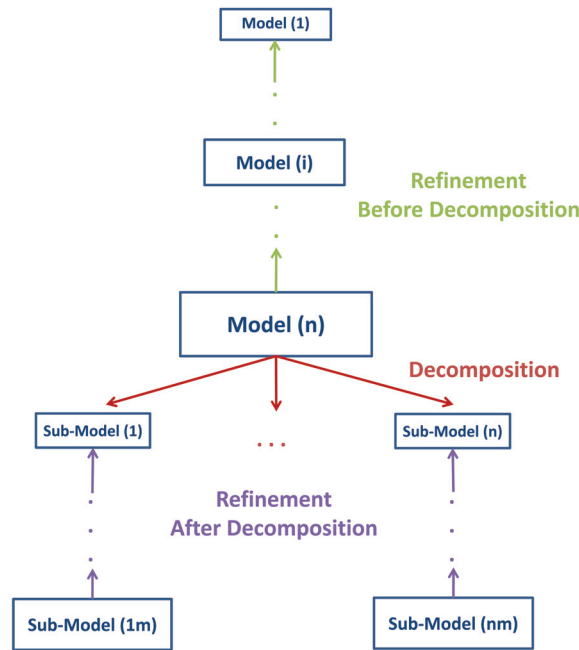 Model (1)
Model (i)
Refinement
Before Decomposition
Model (n)
Decomposition
Sub-Model (1)
...
Sub-Model (n)
Refinement
After Decomposition
Sub-Model (1m)
Sub-Model (nm)